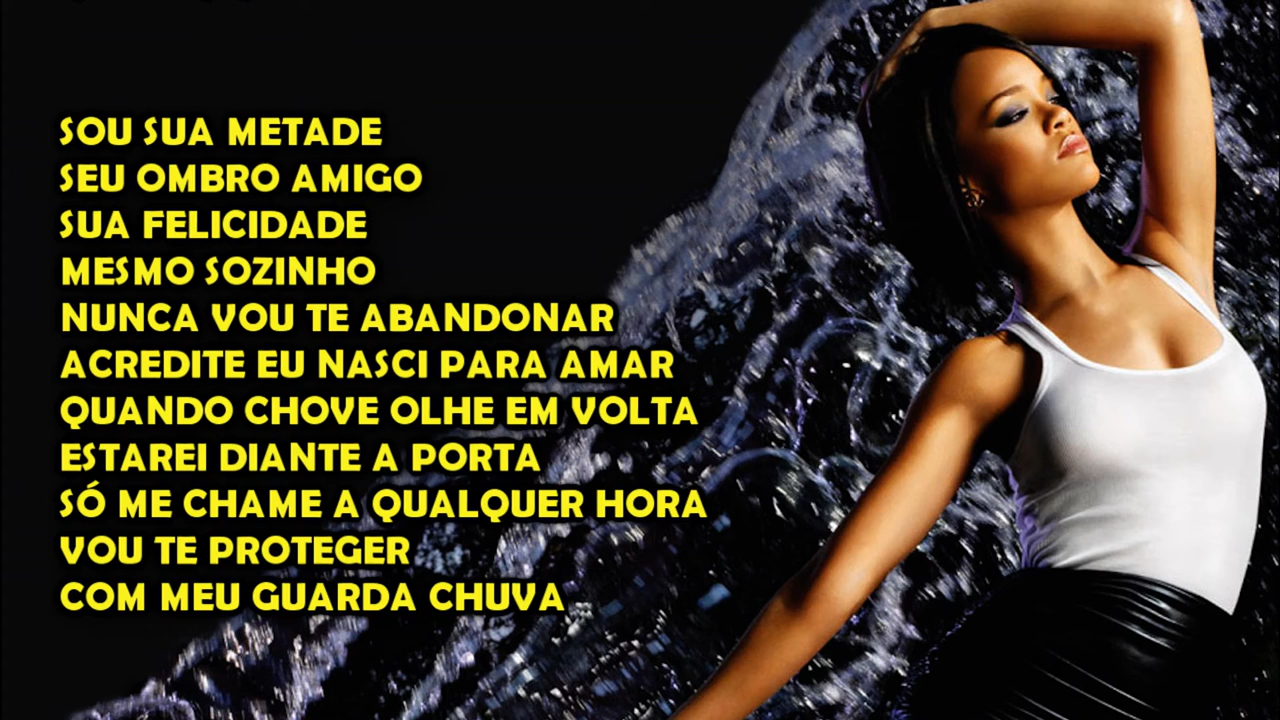 SOU SUA METADE
SEU OMBRO AMIGO
SUA FELICIDADE
MESMO SOZINHO
NUNCA VOU TE ABANDONAR
ACREDITE EU NASCI PARA AMAR
QUANDO CHOVE OLHE EM VOLTA
ESTAREI DIANTE A PORTA
SÓ ME CHAME A QUALQUER HORA
VOU TE PROTEGER
COM MEU GUARDA CHUVA